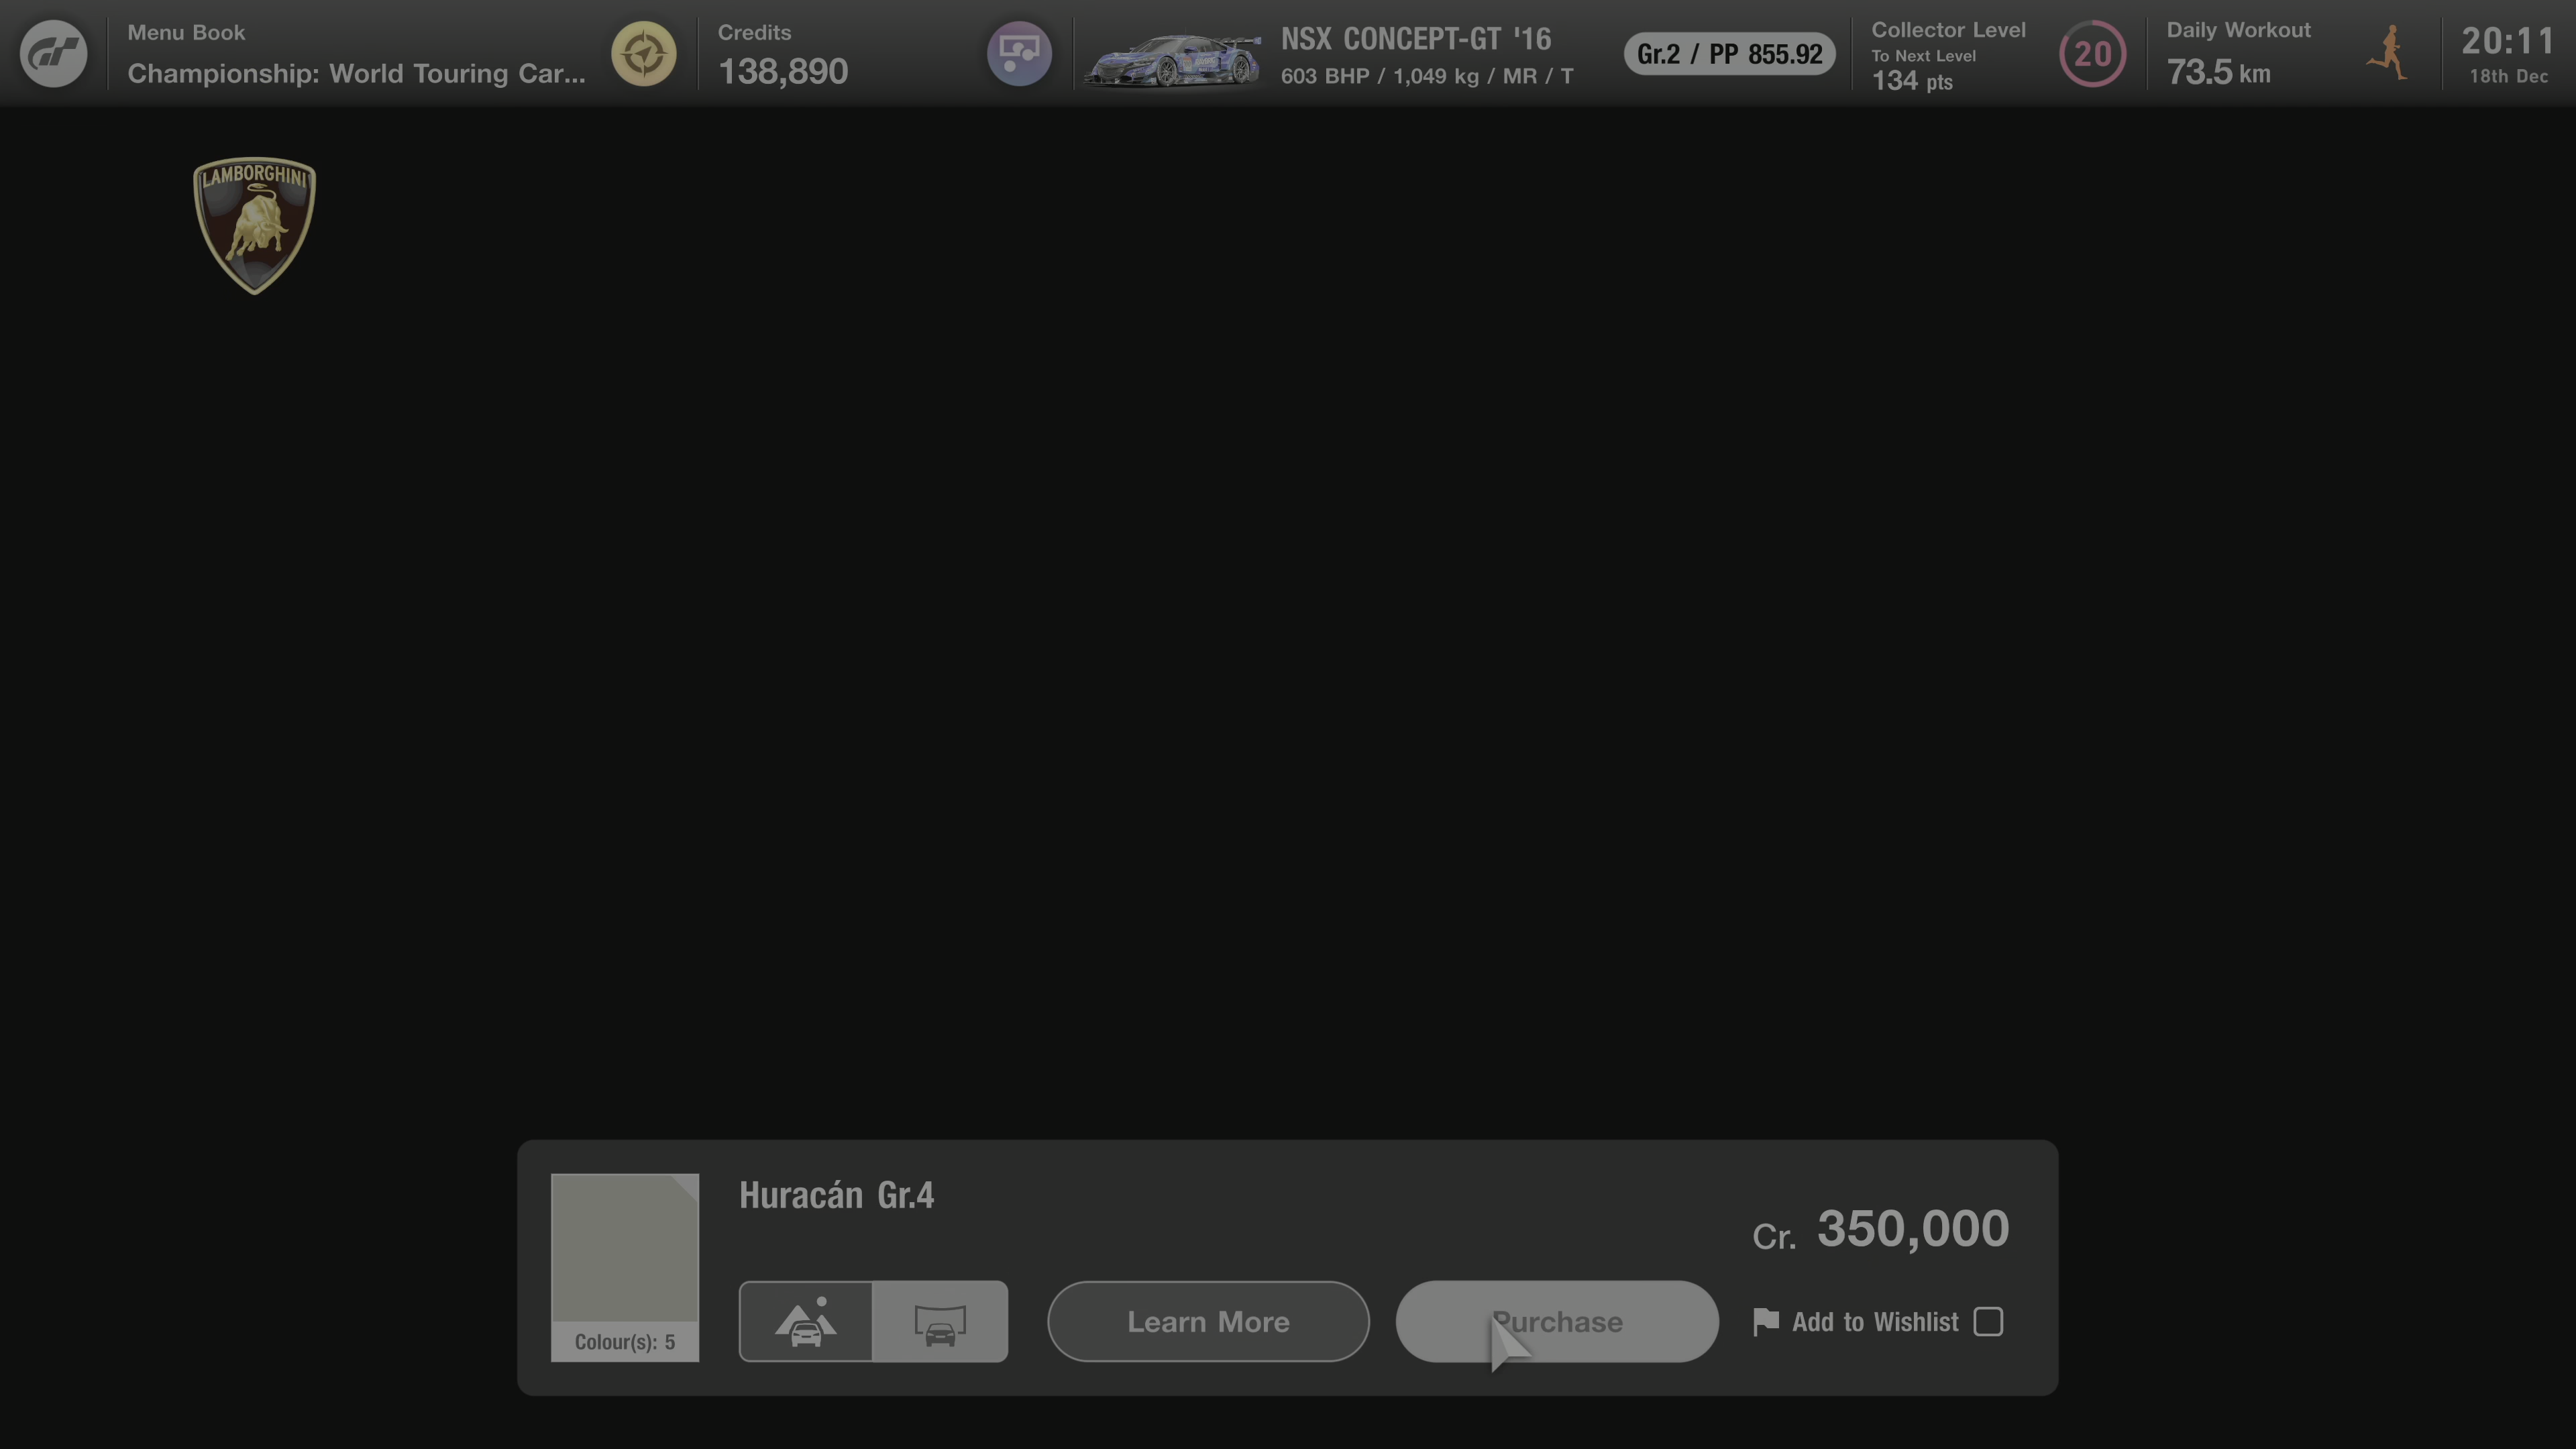 Menu Book
Championship: World Touring Car...
Credits
138,890
NSX CONCEPT-GT '16
603 BHP / 1,049 kg / MR / T
Gr.2 / PP 855.92
Collector Level
To Next Level
134 pts
20
Daily Workout
73.5 km
20:11
18th Dec
LAMBORGHINI
Huracán Gr.4
Cr. 350,000
Colour(s): 5
Learn More
Purchase
Add to Wishlist